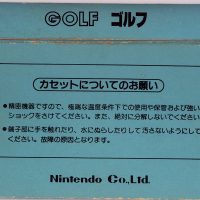 GOLF ゴルフ
カセットについてのお願い
●精密機器ですので、極端な温度条件下での使用や保管および強い
ショックをさけてください。また、絶対に分解しないでください。
●端子部に手を触れたり、水にぬらしたりして汚さないようにして
ください。故障の原因となります。
Nintendo Co.,Ltd.